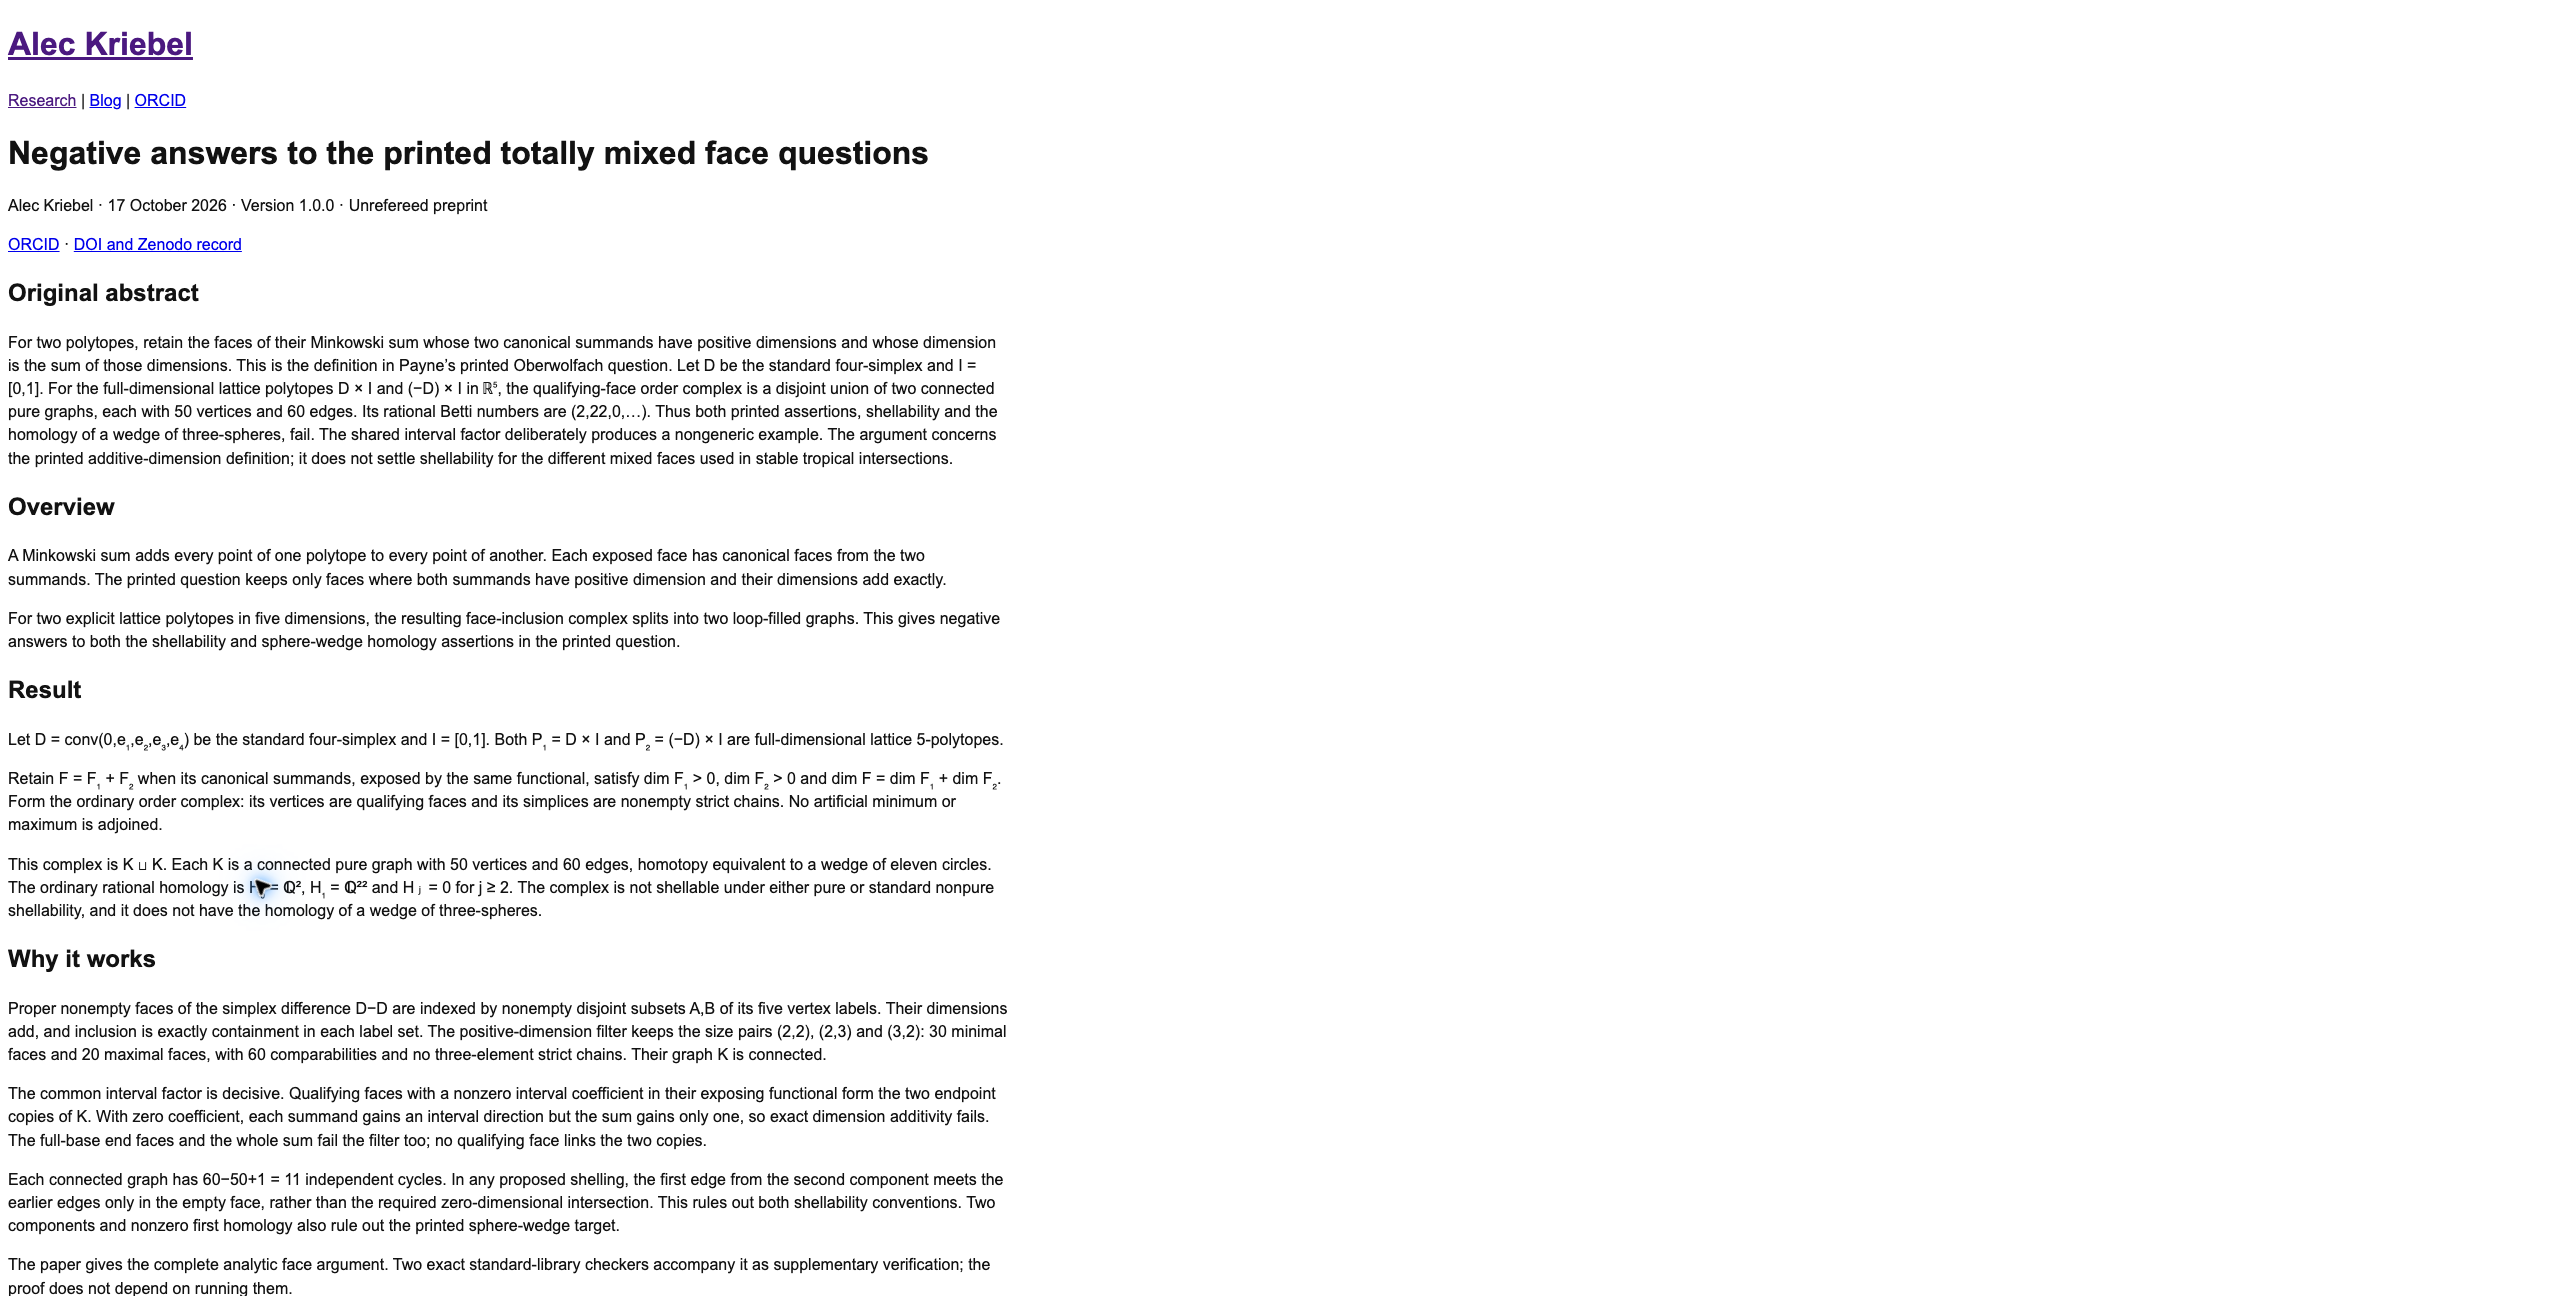 Alec Kriebel
Research | Blog | ORCID
Negative answers to the printed totally mixed face questions
Alec Kriebel · 17 October 2026 · Version 1.0.0 · Unrefereed preprint
ORCID · DOI and Zenodo record
Original abstract
For two polytopes, retain the faces of their Minkowski sum whose two canonical summands have positive dimensions and whose dimension
is the sum of those dimensions. This is the definition in Payne’s printed Oberwolfach question. Let D be the standard four-simplex and I =
[0,1]. For the full-dimensional lattice polytopes D × I and (−D) × I in ℝ⁵, the qualifying-face order complex is a disjoint union of two connected
pure graphs, each with 50 vertices and 60 edges. Its rational Betti numbers are (2,22,0,…). Thus both printed assertions, shellability and the
homology of a wedge of three-spheres, fail. The shared interval factor deliberately produces a nongeneric example. The argument concerns
the printed additive-dimension definition; it does not settle shellability for the different mixed faces used in stable tropical intersections.
Overview
A Minkowski sum adds every point of one polytope to every point of another. Each exposed face has canonical faces from the two
summands. The printed question keeps only faces where both summands have positive dimension and their dimensions add exactly.
For two explicit lattice polytopes in five dimensions, the resulting face-inclusion complex splits into two loop-filled graphs. This gives negative
answers to both the shellability and sphere-wedge homology assertions in the printed question.
Result
Let D = conv(0,e₁,e₂,e₃,e₄) be the standard four-simplex and I = [0,1]. Both P₁ = D × I and P₂ = (−D) × I are full-dimensional lattice 5-polytopes.
Retain F = F₁ + F₂ when its canonical summands, exposed by the same functional, satisfy dim F₁ > 0, dim F₂ > 0 and dim F = dim F₁ + dim F₂.
Form the ordinary order complex: its vertices are qualifying faces and its simplices are nonempty strict chains. No artificial minimum or
maximum is adjoined.
This complex is K ⊔ K. Each K is a connected pure graph with 50 vertices and 60 edges, homotopy equivalent to a wedge of eleven circles.
The ordinary rational homology is = ℚ², H₁ = ℚ²² and Hⱼ = 0 for j ≥ 2. The complex is not shellable under either pure or standard nonpure
shellability, and it does not have the homology of a wedge of three-spheres.
Why it works
Proper nonempty faces of the simplex difference D−D are indexed by nonempty disjoint subsets A,B of its five vertex labels. Their dimensions
add, and inclusion is exactly containment in each label set. The positive-dimension filter keeps the size pairs (2,2), (2,3) and (3,2): 30 minimal
faces and 20 maximal faces, with 60 comparabilities and no three-element strict chains. Their graph K is connected.
The common interval factor is decisive. Qualifying faces with a nonzero interval coefficient in their exposing functional form the two endpoint
copies of K. With zero coefficient, each summand gains an interval direction but the sum gains only one, so exact dimension additivity fails.
The full-base end faces and the whole sum fail the filter too; no qualifying face links the two copies.
Each connected graph has 60−50+1 = 11 independent cycles. In any proposed shelling, the first edge from the second component meets the
earlier edges only in the empty face, rather than the required zero-dimensional intersection. This rules out both shellability conventions. Two
components and nonzero first homology also rule out the printed sphere-wedge target.
The paper gives the complete analytic face argument. Two exact standard-library checkers accompany it as supplementary verification; the
proof does not depend on running them.